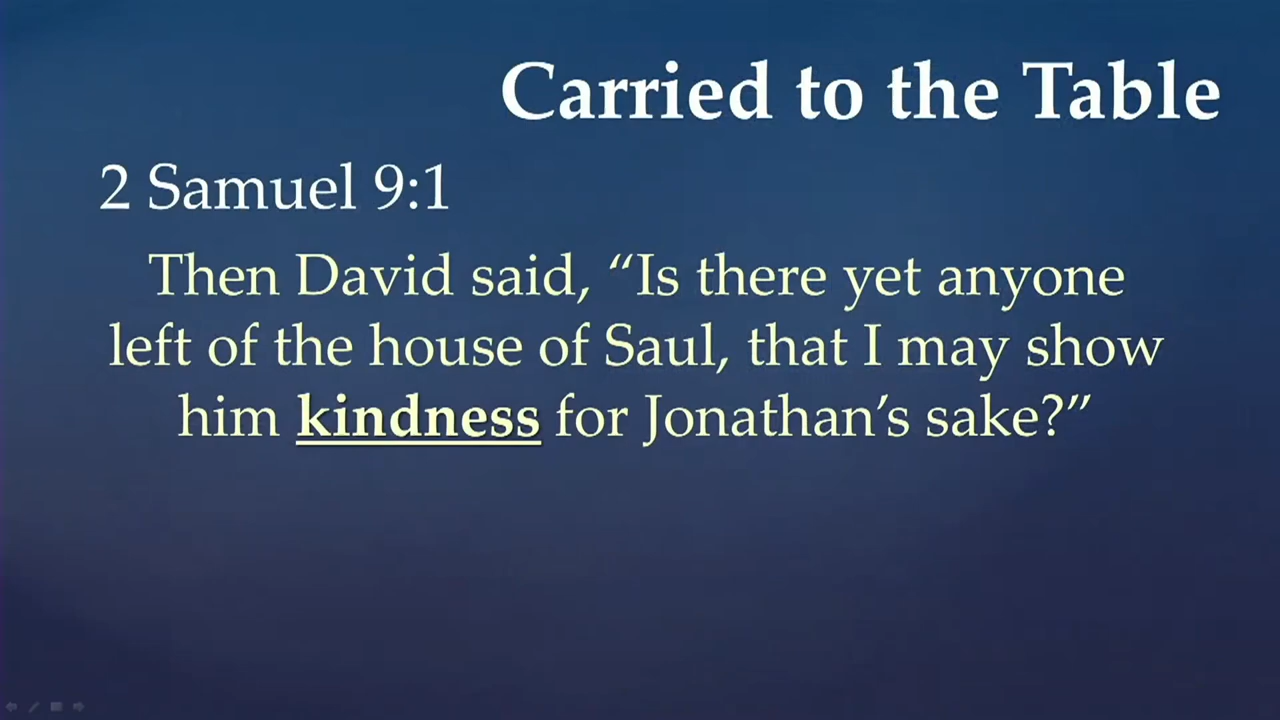 Carried to the Table
2 Samuel 9:1
Then David said, “Is there yet anyone
left of the house of Saul, that I may show
him kindness for Jonathan’s sake?”